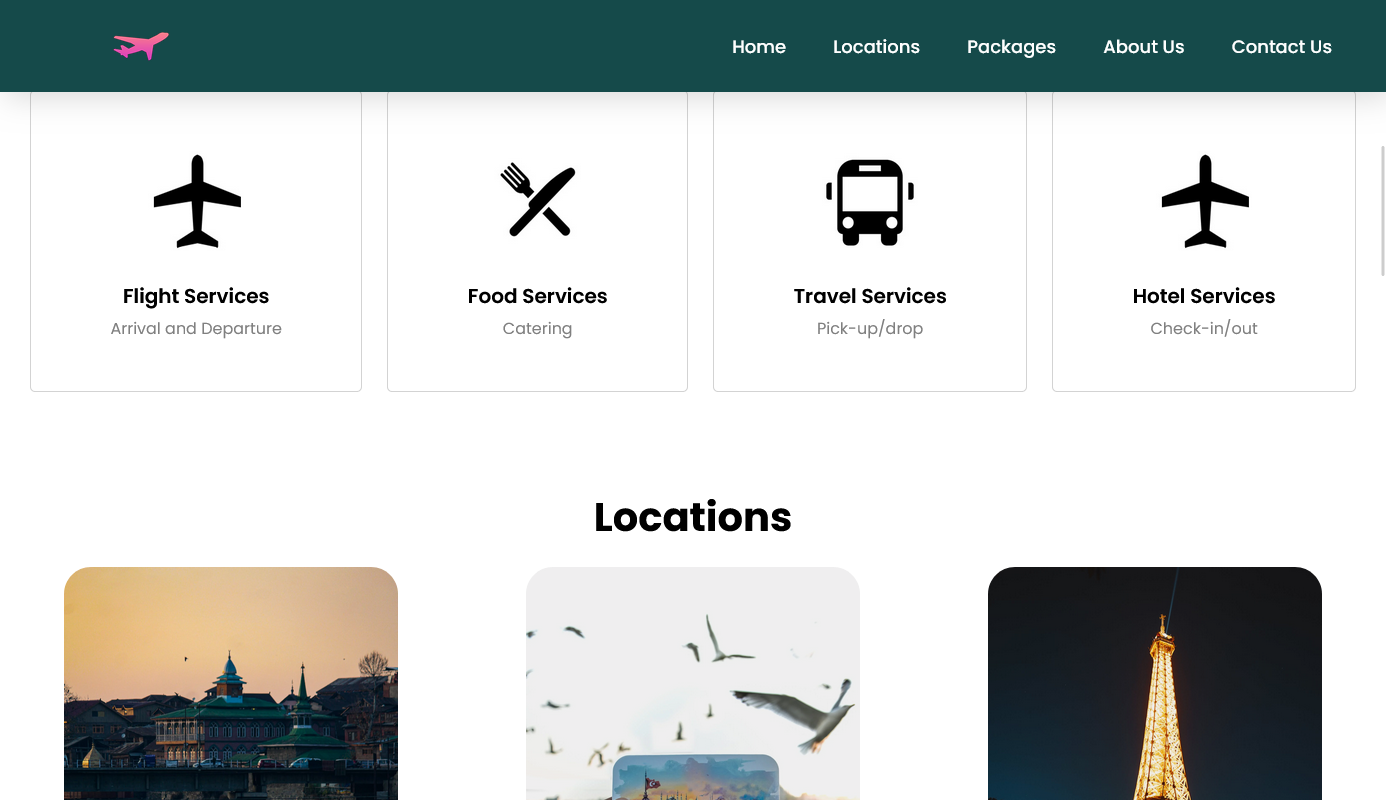 Home
Locations
Packages
About Us
Contact Us
Flight Services
Arrival and Departure
Food Services
Catering
Travel Services
Pick-up/drop
Hotel Services
Check-in/out
Locations